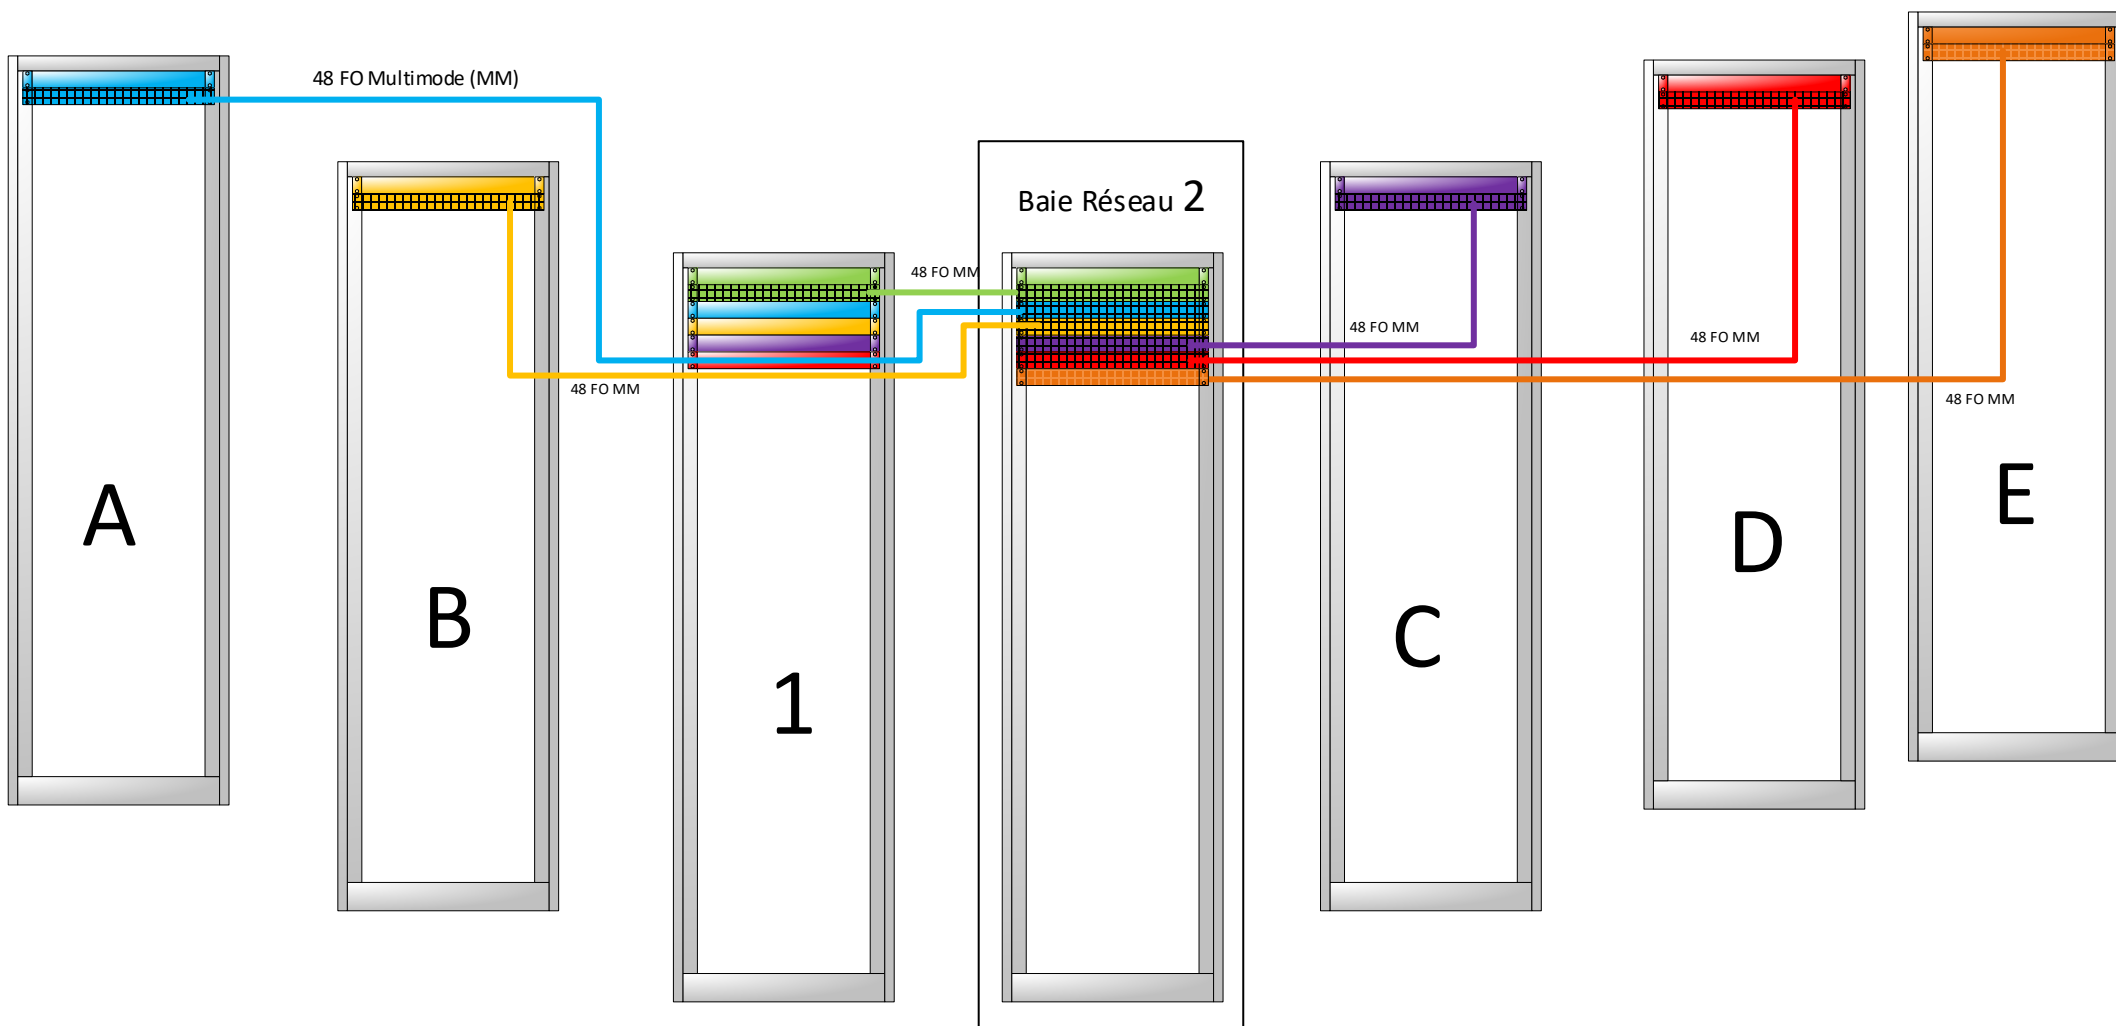 48 FO Multimode (MM)
Baie Réseau 2
48 FO MM
48 FO MM
48 FO MM
48 FO MM
48 FO MM
A
B
1
C
D
E